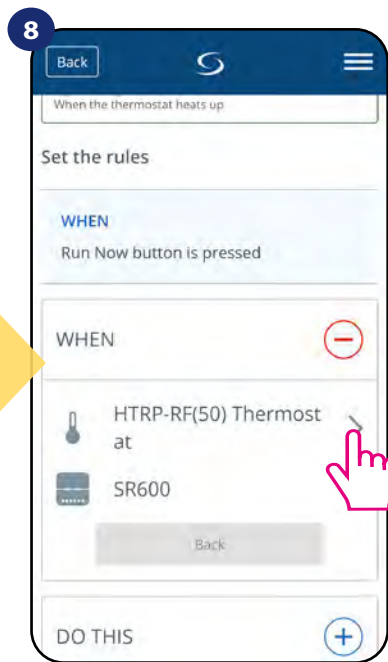 8
Back
When the thermostat heats up
Set the rules
WHEN
Run Now button is pressed
WHEN
HTRP-RF(50) Thermost
at
SR600
Back
DO THIS